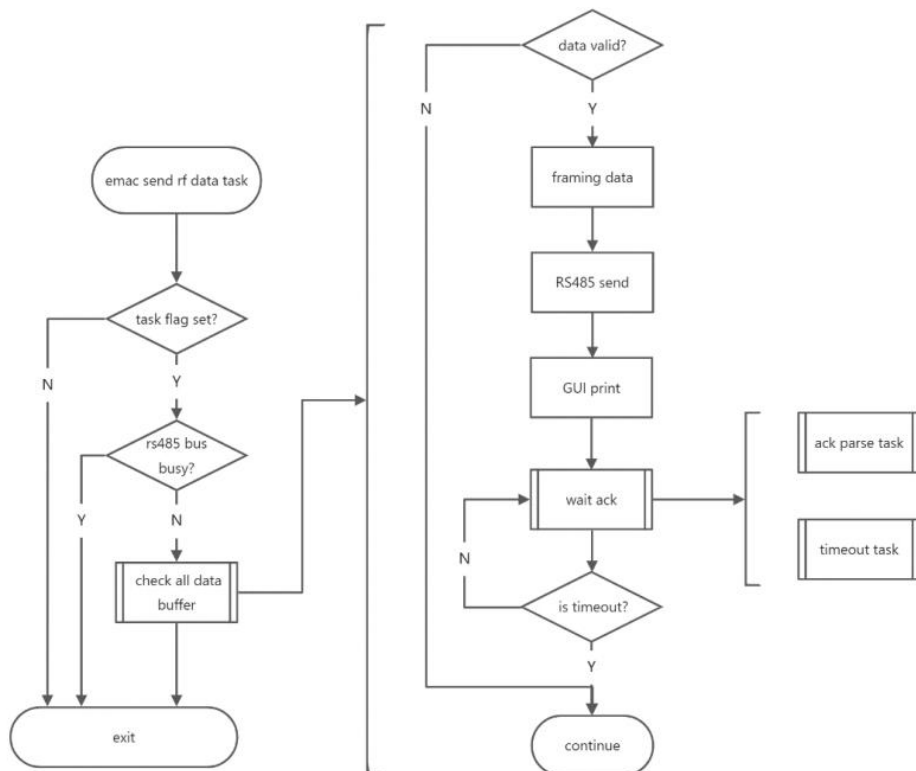 emac send rf data task
task flag set?
N
Y
rs485 bus
busy?
Y
N
check all data
buffer
exit
data valid?
N
Y
framing data
RS485 send
GUI print
wait ack
N
is timeout?
Y
continue
ack parse task
timeout task